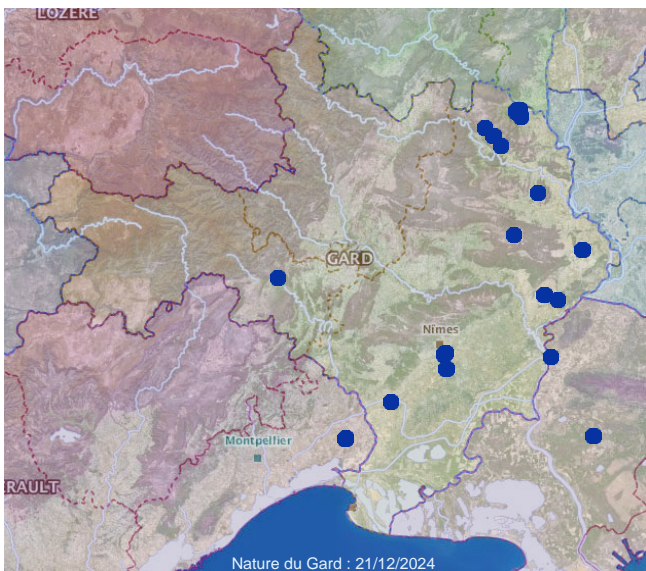 LOZERE
GARD
Nîmes
Montpellier
ERAULT
Nature du Gard : 21/12/2024